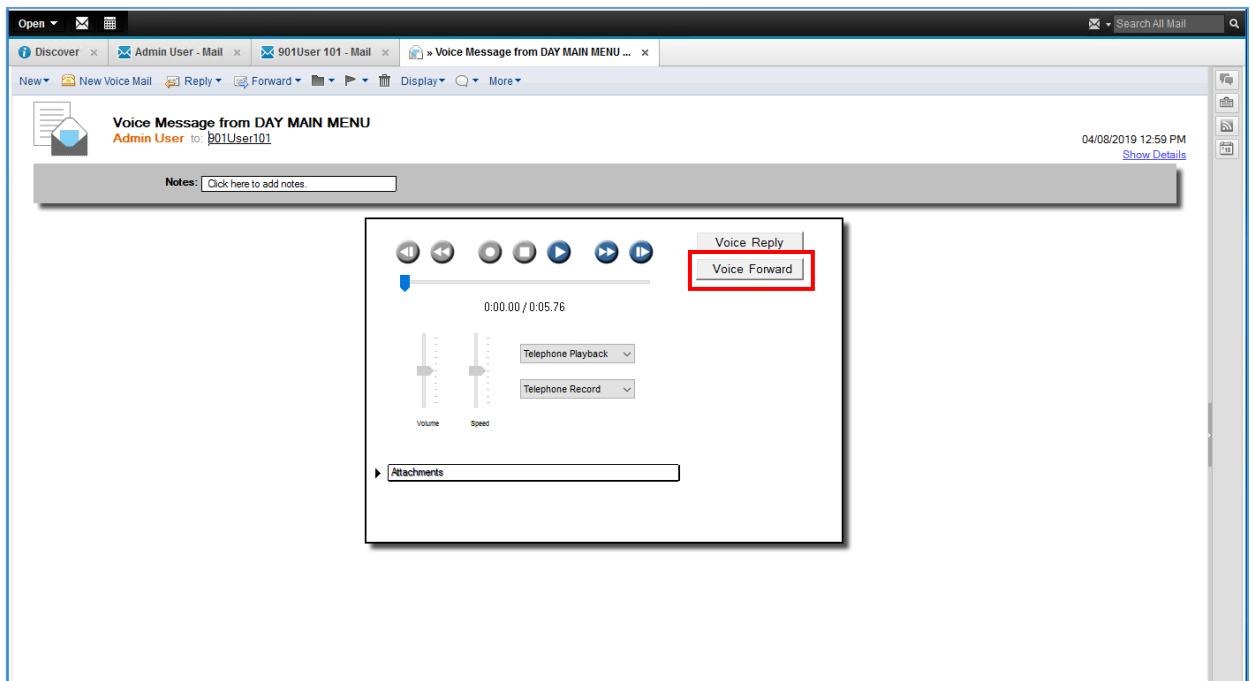 Open Search All Mail
Discover Admin User - Mail 901User 101 - Mail » Voice Message from DAY MAIN MENU ...
New New Voice Mail Reply Forward Display More
Voice Message from DAY MAIN MENU
Admin User to: 901User101
04/08/2019 12:59 PM
Show Details
Notes: Click here to add notes.
Voice Reply
Voice Forward
0:00.00 / 0:05.76
Telephone Playback
Telephone Record
Volume Speed
Attachments